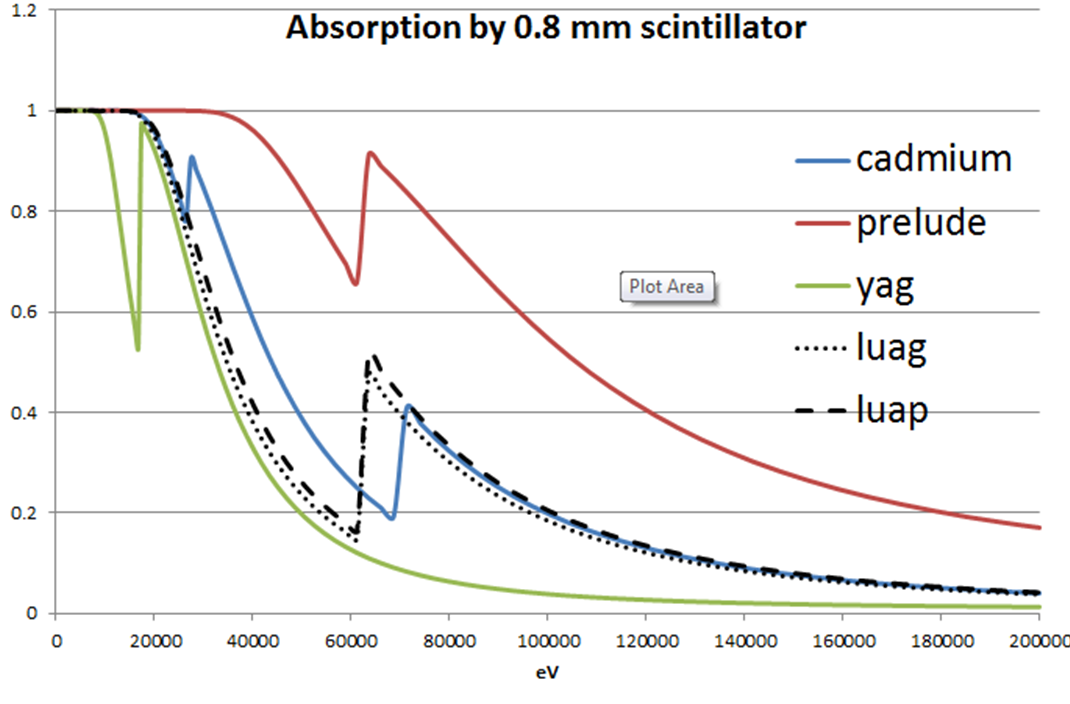 Absorption by 0.8 mm scintillator
1.2
1
0.8
0.6
0.4
0.2
0
cadmium
prelude
yag
luag
luap
Plot Area
0 20000 40000 60000 80000 100000 120000 140000 160000 180000 200000
eV